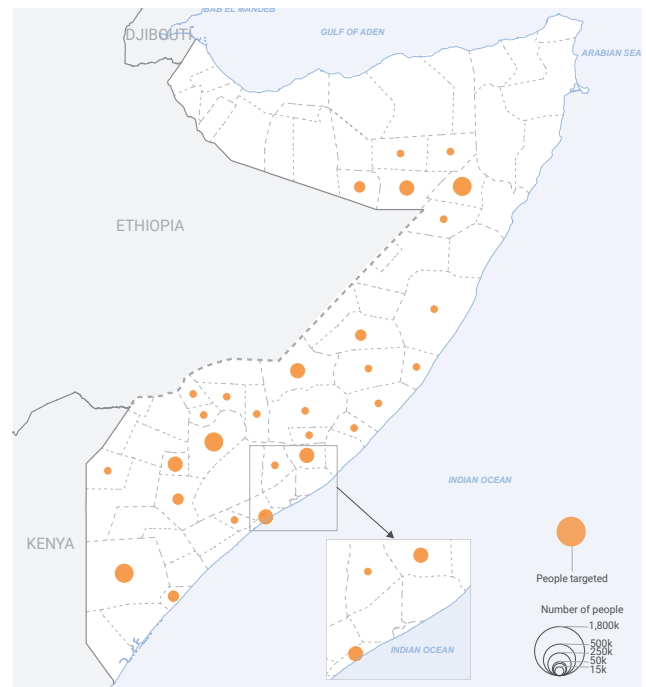 BAB EL MANDEB
DJIBOUTI
GULF OF ADEN
ARABIAN SEA
ETHIOPIA
INDIAN OCEAN
KENYA
People targeted
Number of people
1,800k
500k
250k
50k
15k
INDIAN OCEAN